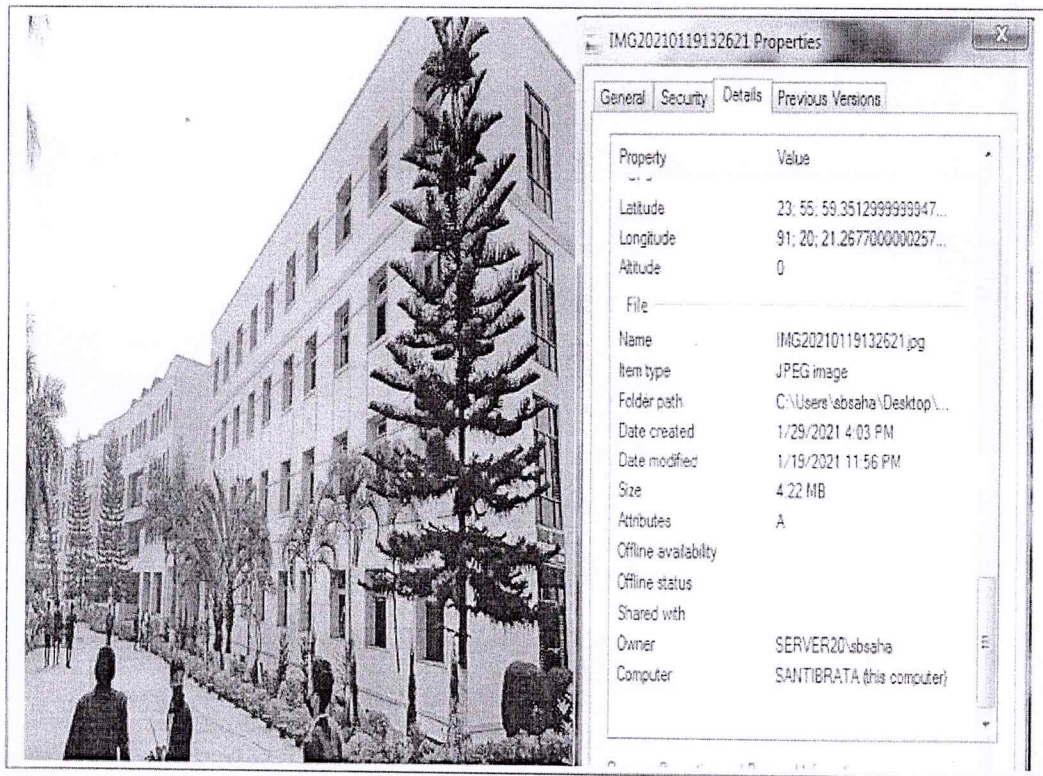 IMG20210119132621 Properties
X
General Security Details Previous Versions
Property Value
Latitude 23; 55; 59.3512999999947...
Longitude 91; 20; 21.2677000000257...
Altitude 0
File
Name IMG20210119132621.jpg
Item type JPEG image
Folder path C:\Users\sbsaha\Desktop\...
Date created 1/29/2021 4:03 PM
Date modified 1/19/2021 11:56 PM
Size 4.22 MB
Attributes A
Offline availability
Offline status
Shared with
Owner SERVER20\sbsaha
Computer SANTIBRATA (this computer)